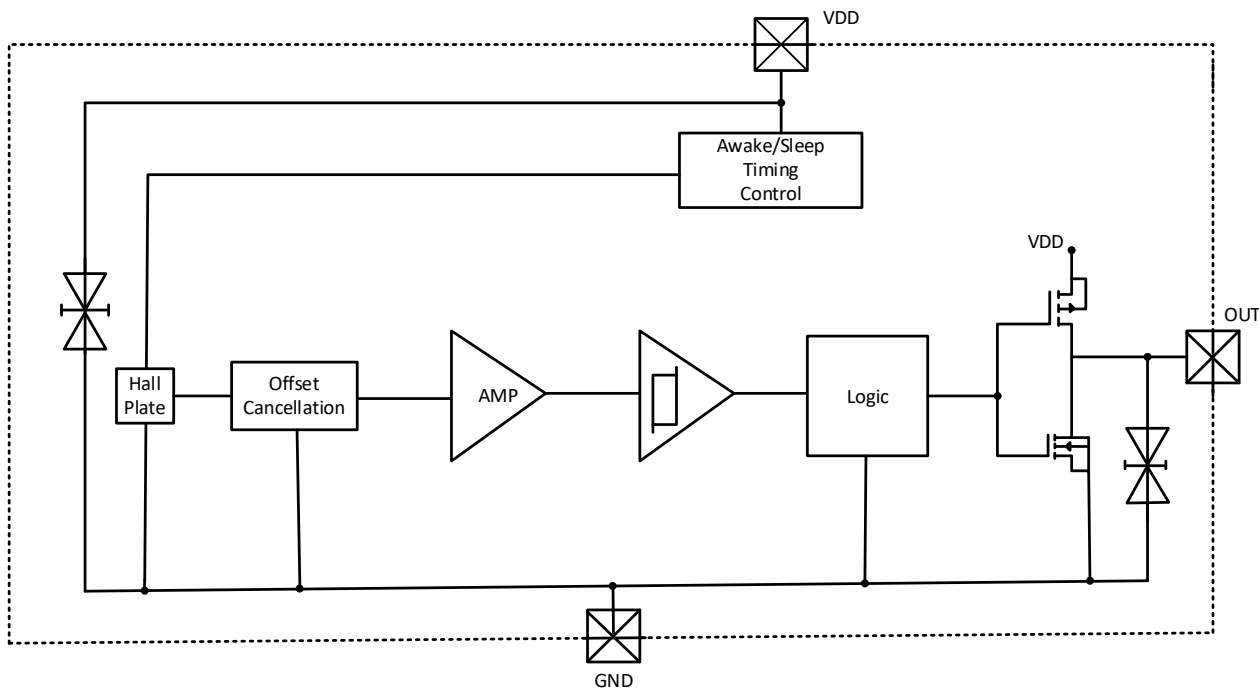 VDD
Awake/Sleep
Timing
Control
VDD
OUT
Hall
Plate
Offset
Cancellation
AMP
Logic
GND